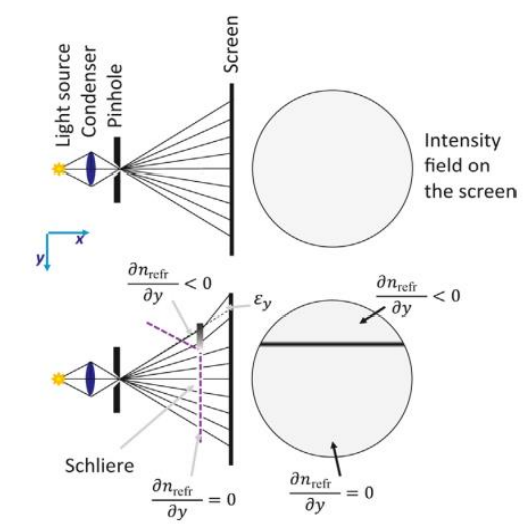 Light source
Condenser
Pinhole
Screen
Intensity
field on
the screen
x
y
∂n_refr/∂y < 0
ε_y
∂n_refr/∂y < 0
Schliere
∂n_refr/∂y = 0
∂n_refr/∂y = 0